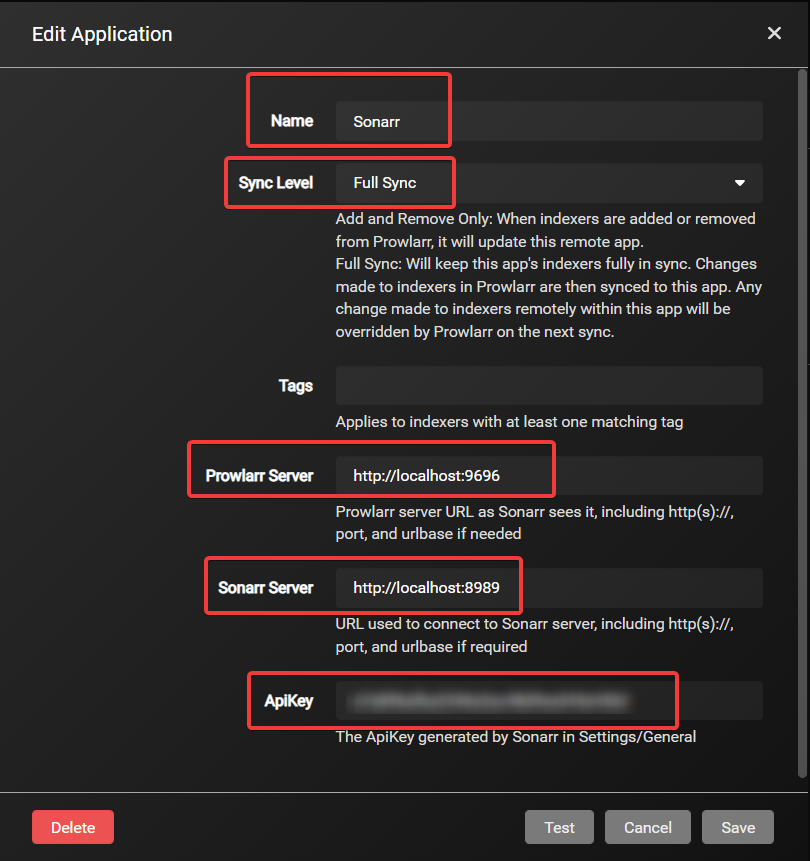 Edit Application
Name Sonarr
Sync Level Full Sync
Add and Remove Only: When indexers are added or removed
from Prowlarr, it will update this remote app.
Full Sync: Will keep this app's indexers fully in sync. Changes
made to indexers in Prowlarr are then synced to this app. Any
change made to indexers remotely within this app will be
overridden by Prowlarr on the next sync.
Tags
Applies to indexers with at least one matching tag
Prowlarr Server http://localhost:9696
Prowlarr server URL as Sonarr sees it, including http(s)://,
port, and urlbase if needed
Sonarr Server http://localhost:8989
URL used to connect to Sonarr server, including http(s)://,
port, and urlbase if required
ApiKey
The ApiKey generated by Sonarr in Settings/General
Delete Test Cancel Save